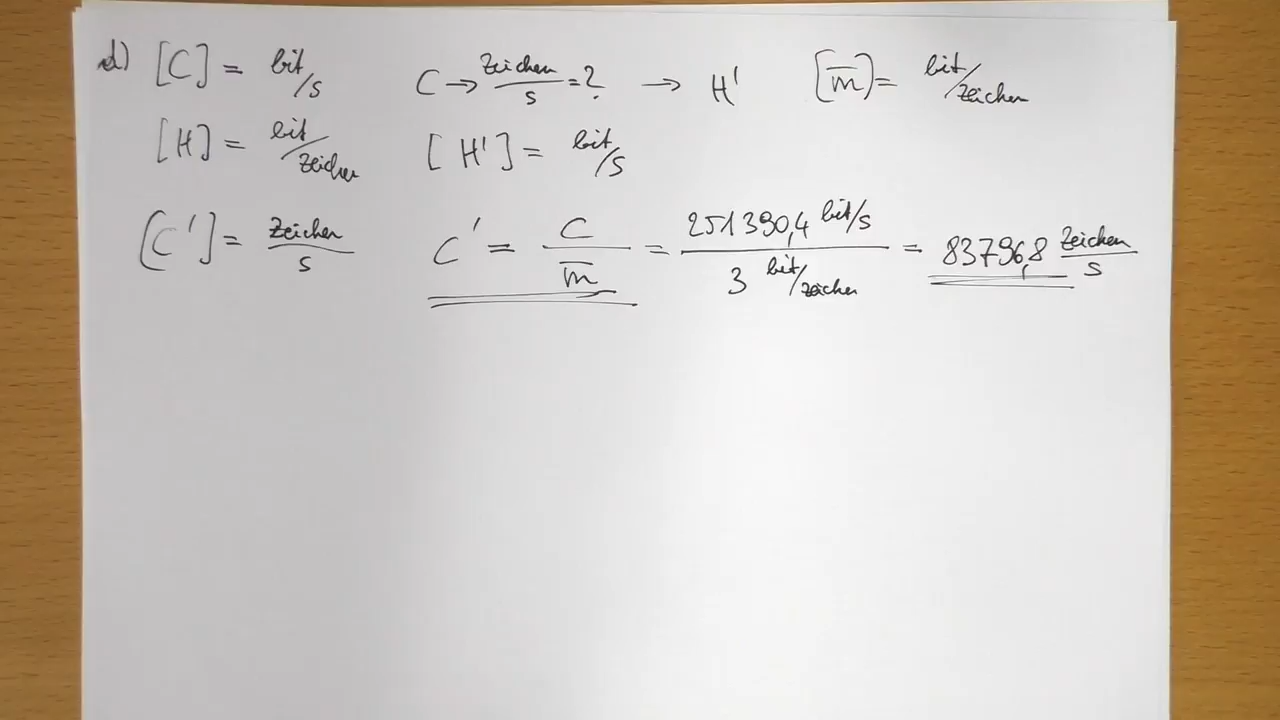 d) [C] = bit/s C → Zeichen/s = ? → H' [m̅] = bit/Zeichen
[H] = bit/Zeichen [H'] = bit/s
[C'] = Zeichen/s C' = C/m̅ = 251390,4 bit/s / 3 bit/Zeichen = 83796,8 Zeichen/s